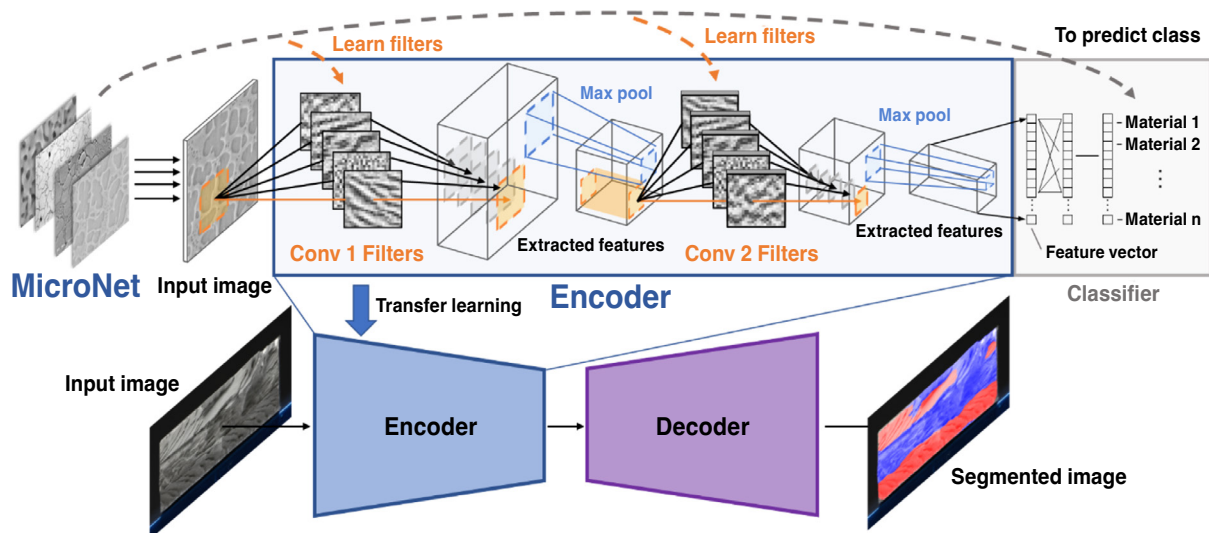 Learn filters
Learn filters
To predict class
Max pool
Max pool
Material 1
Material 2
Material n
Extracted features
Extracted features
Conv 1 Filters
Conv 2 Filters
Feature vector
MicroNet
Input image
Encoder
Classifier
Transfer learning
Input image
Encoder
Decoder
Segmented image